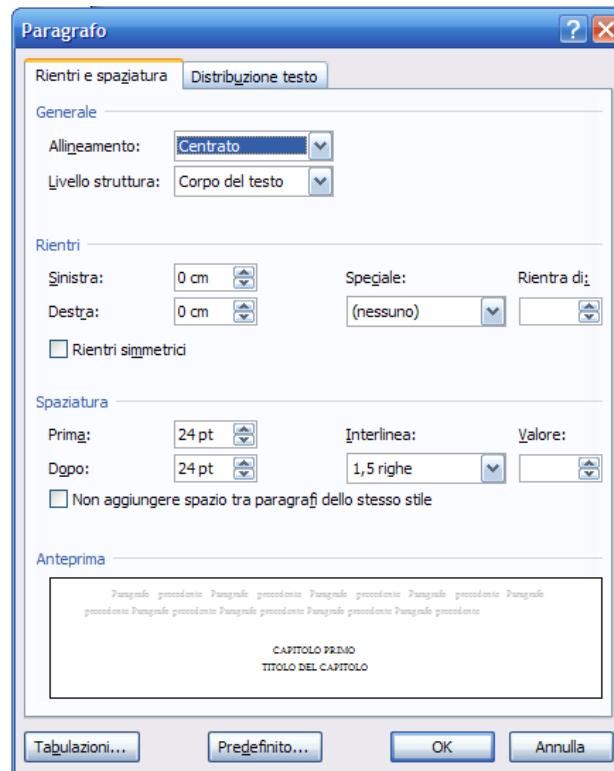 Paragrafo
Rientri e spaziatura Distribuzione testo
Generale
Allineamento: Centrato
Livello struttura: Corpo del testo
Rientri
Sinistra: 0 cm Speciale: Rientra di:
Destra: 0 cm (nessuno)
Rientri simmetrici
Spaziatura
Prima: 24 pt Interlinea: Valore:
Dopo: 24 pt 1,5 righe
Non aggiungere spazio tra paragrafi dello stesso stile
Anteprima
Paragrafo precedente Paragrafo precedente Paragrafo precedente Paragrafo precedente Paragrafo
precedente Paragrafo precedente Paragrafo precedente Paragrafo precedente Paragrafo precedente
CAPITOLO PRIMO
TITOLO DEL CAPITOLO
Tabulazioni... Predefinito... OK Annulla